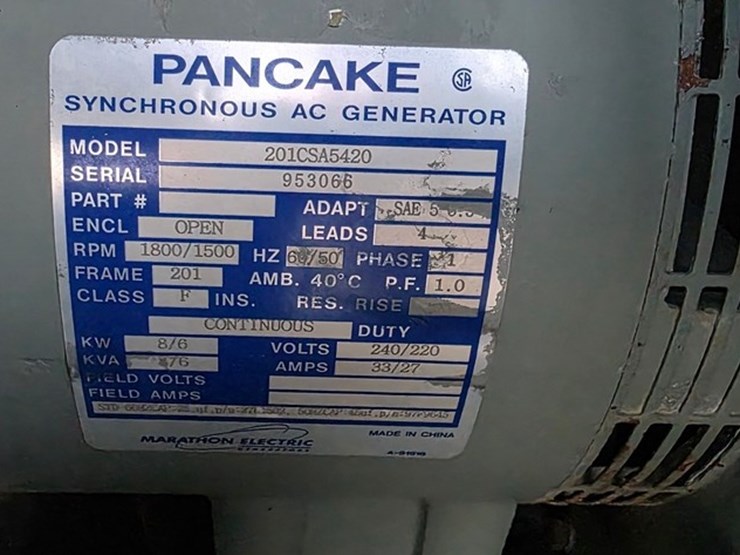 PANCAKE
SYNCHRONOUS AC GENERATOR
MODEL 201CSA5420
SERIAL 953066
PART # ADAPT SAE 5
ENCL OPEN LEADS 4
RPM 1800/1500 HZ 60/50 PHASE 1
FRAME 201 AMB. 40°C P.F. 1.0
CLASS F INS. RES. RISE
CONTINUOUS DUTY
KW 8/6 VOLTS 240/220
KVA /6 AMPS 33/27
FIELD VOLTS
FIELD AMPS
MARATHON ELECTRIC MADE IN CHINA